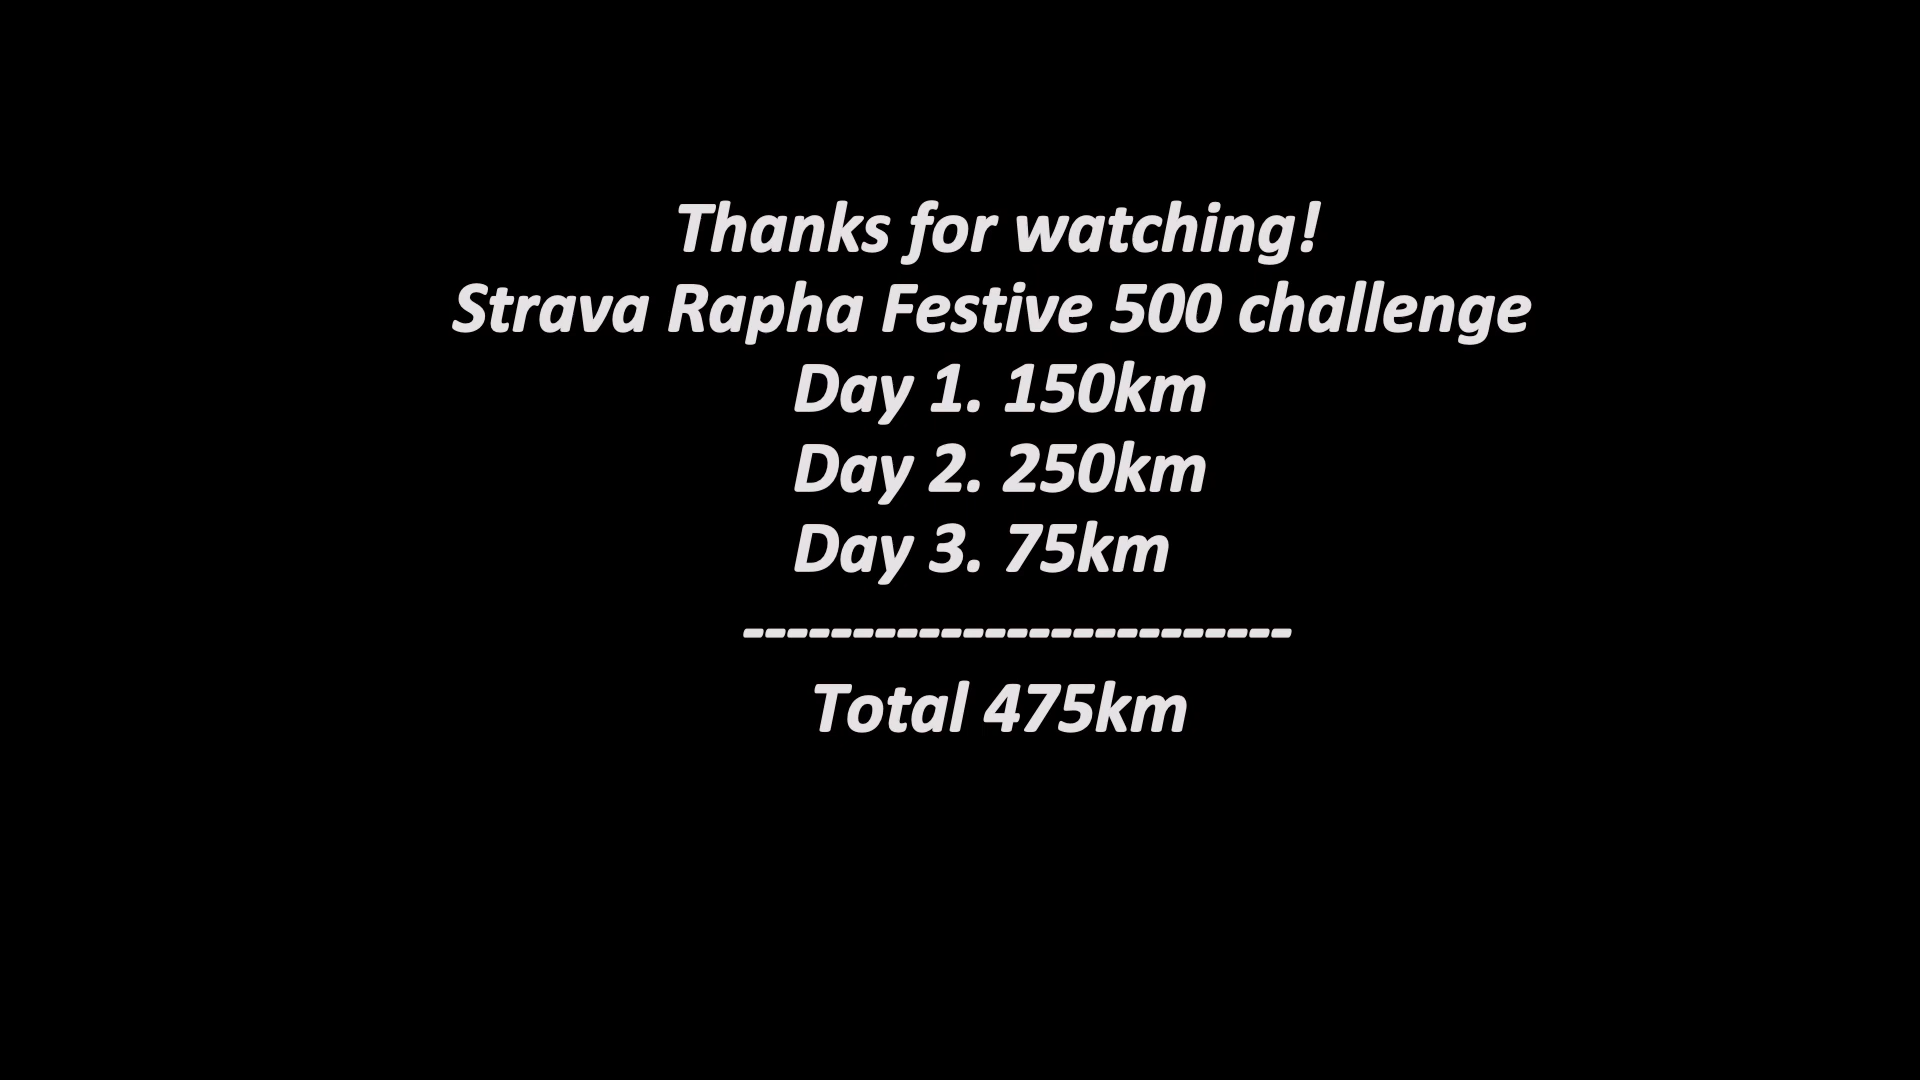 Thanks for watching!
Strava Rapha Festive 500 challenge
Day 1. 150km
Day 2. 250km
Day 3. 75km
-------------------------
Total 475km